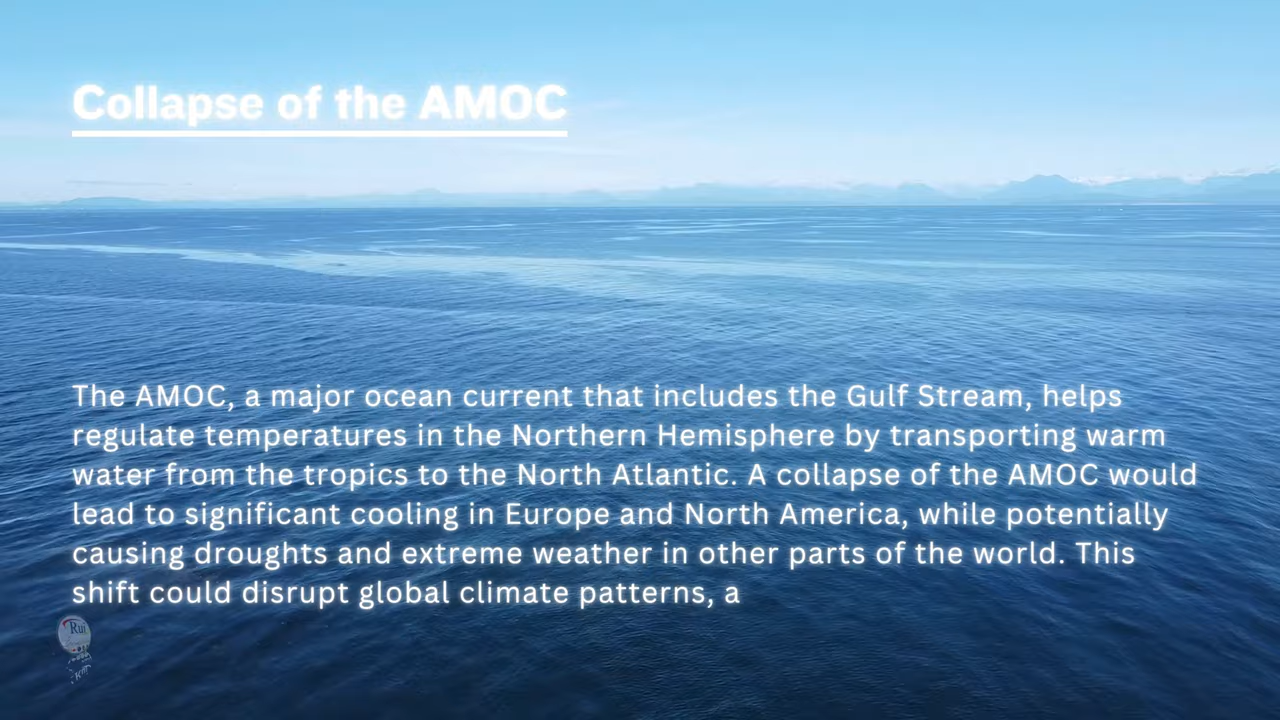 Collapse of the AMOC
The AMOC, a major ocean current that includes the Gulf Stream, helps
regulate temperatures in the Northern Hemisphere by transporting warm
water from the tropics to the North Atlantic. A collapse of the AMOC would
lead to significant cooling in Europe and North America, while potentially
causing droughts and extreme weather in other parts of the world. This
shift could disrupt global climate patterns, a
Rui